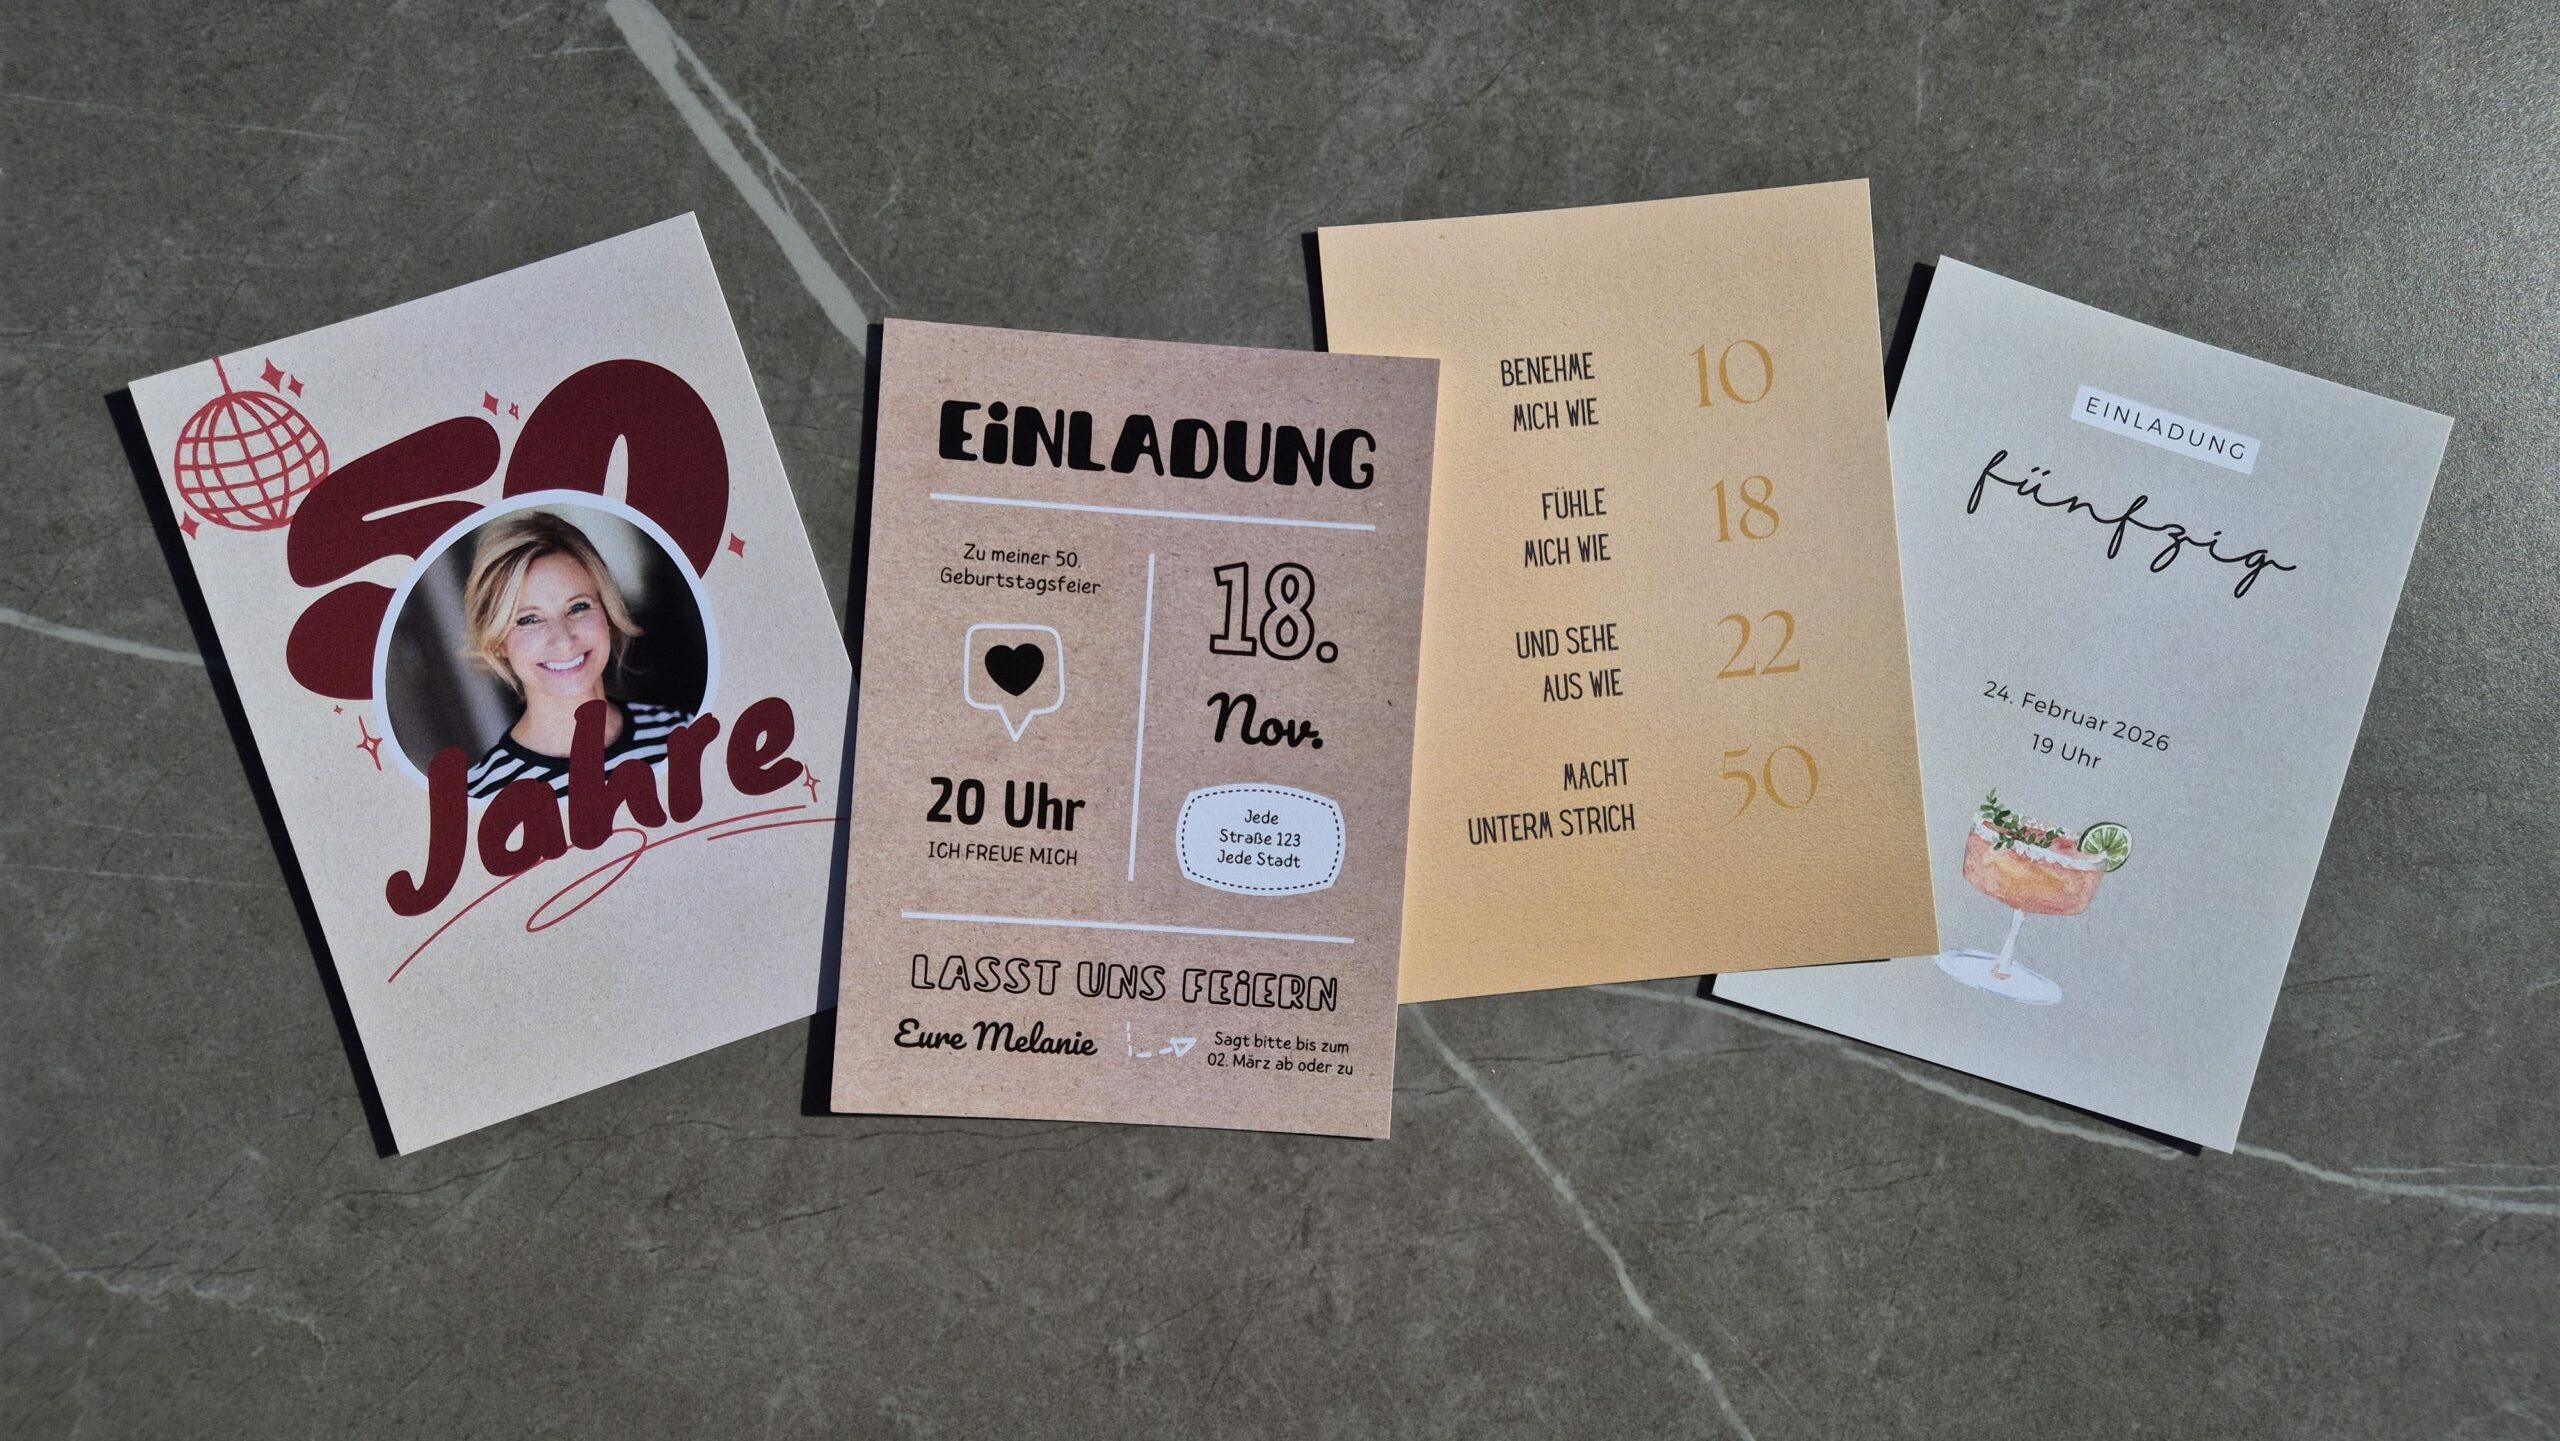 50
Jahre
EiNLADUNG
Zu meiner 50.
Geburtstagsfeier
20 Uhr
ICH FREUE MICH
18.
Nov.
Jede
Straße 123
Jede Stadt
LASST UNS FEiERN
Eure Melanie
Sagt bitte bis zum
02. März ab oder zu
BENEHME
MICH WIE
10
FÜHLE
MICH WIE
18
UND SEHE
AUS WIE
22
MACHT
UNTERM STRICH
50
EINLADUNG
fünfzig
24. Februar 2026
19 Uhr